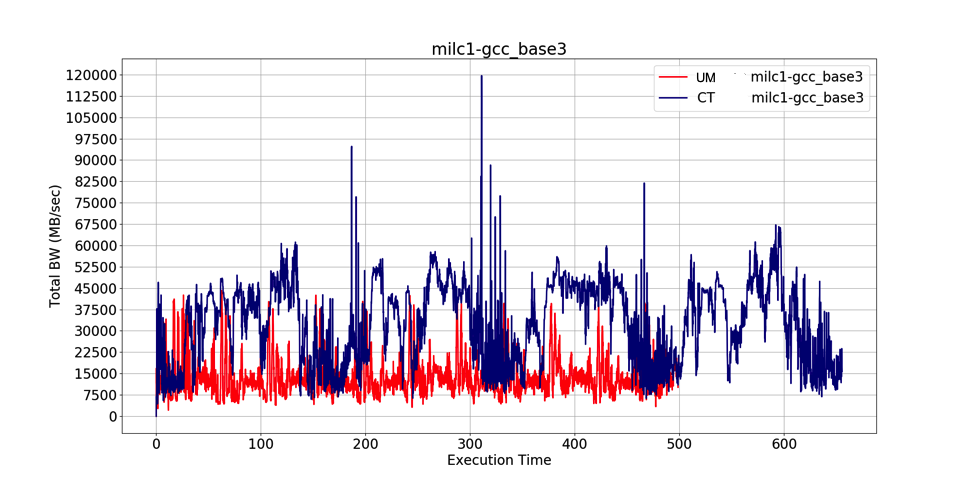 milc1-gcc_base3
120000
112500
105000
97500
90000
82500
75000
67500
60000
52500
45000
37500
30000
22500
15000
7500
0
Total BW (MB/sec)
UM milc1-gcc_base3
CT milc1-gcc_base3
0 100 200 300 400 500 600
Execution Time